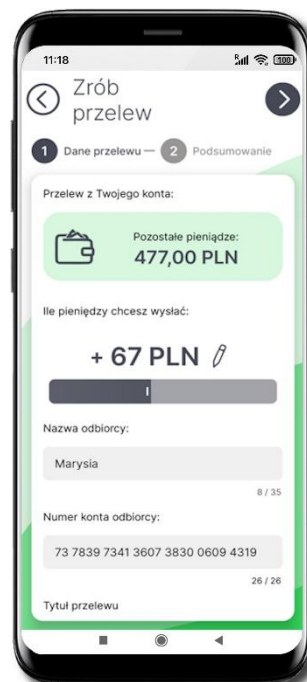 11:18
100
Zrób
przelew
1 Dane przelewu — 2 Podsumowanie
Przelew z Twojego konta:
Pozostałe pieniądze:
477,00 PLN
Ile pieniędzy chcesz wysłać:
+ 67 PLN
Nazwa odbiorcy:
Marysia
8 / 35
Numer konta odbiorcy:
73 7839 7341 3607 3830 0609 4319
26 / 26
Tytuł przelewu